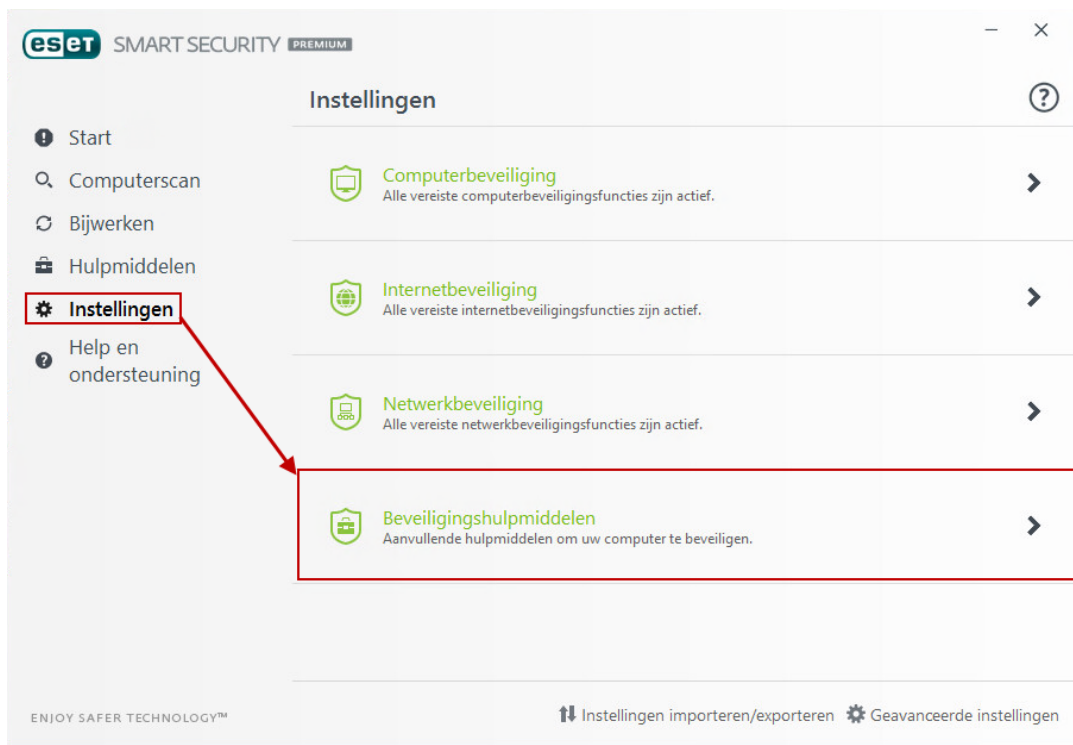 eset SMART SECURITY PREMIUM
Instellingen
Start
Computerscan
Bijwerken
Hulpmiddelen
Instellingen
Help en
ondersteuning
Computerbeveiliging
Alle vereiste computerbeveiligingsfuncties zijn actief.
Internetbeveiliging
Alle vereiste internetbeveiligingsfuncties zijn actief.
Netwerkbeveiliging
Alle vereiste netwerkbeveiligingsfuncties zijn actief.
Beveiligingshulpmiddelen
Aanvullende hulpmiddelen om uw computer te beveiligen.
ENJOY SAFER TECHNOLOGY™
Instellingen importeren/exporteren Geavanceerde instellingen